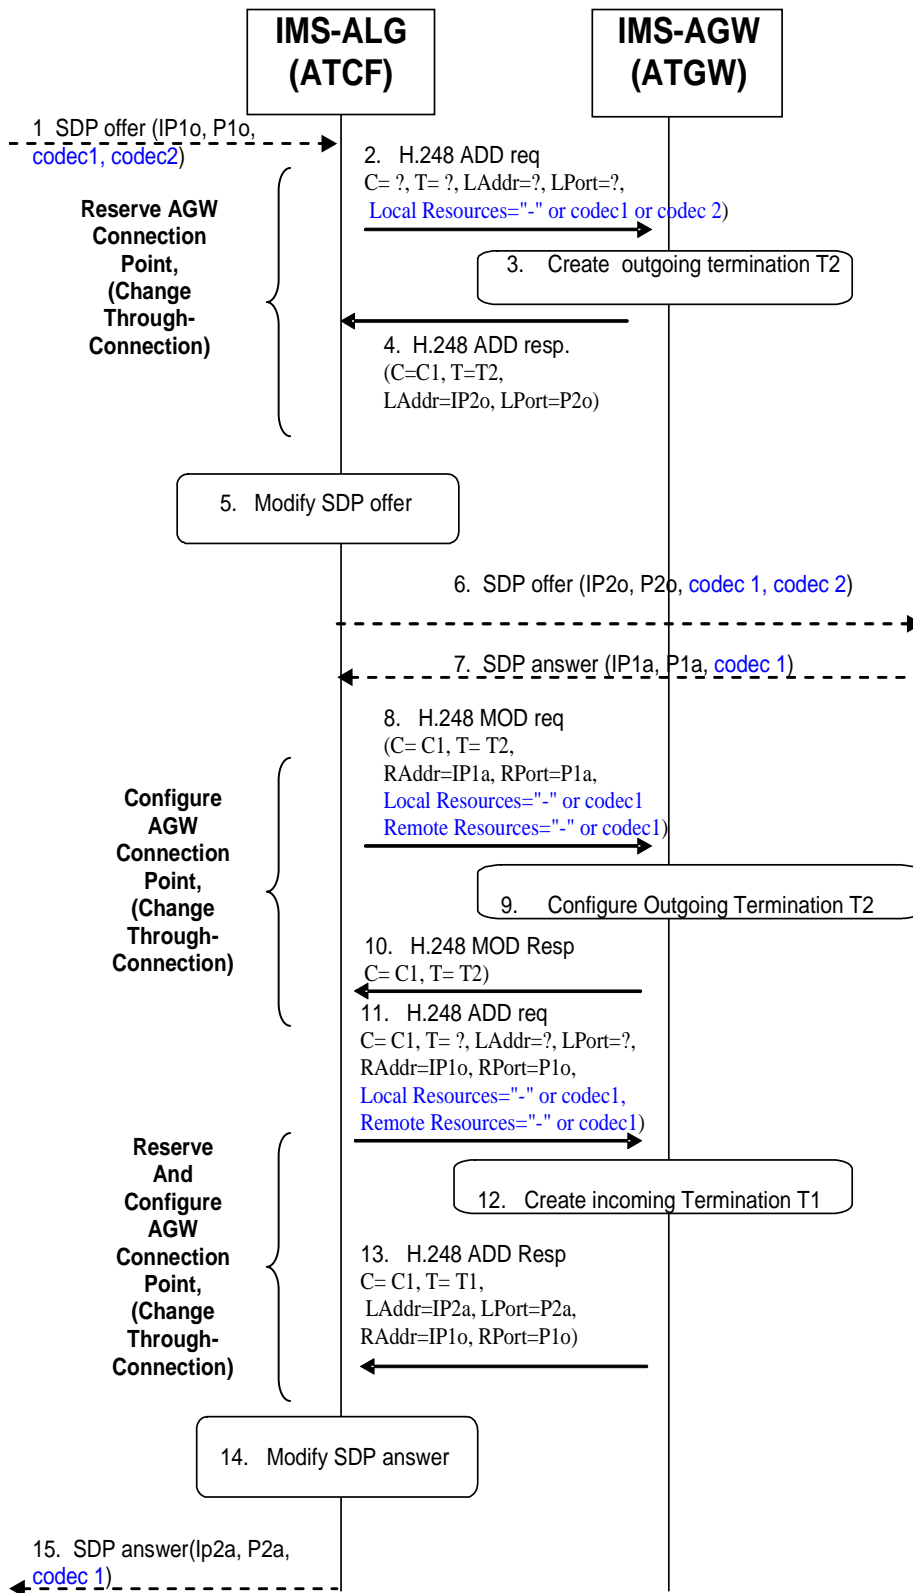 IMS-ALG
(ATCF)
IMS-AGW
(ATGW)
1 SDP offer (IP1o, P1o,
codec1, codec2)
2. H.248 ADD req
C= ?, T= ?, LAddr=?, LPort=?,
Local Resources="-" or codec1 or codec 2)
Reserve AGW
Connection
Point,
(Change
Through-
Connection)
3. Create outgoing termination T2
4. H.248 ADD resp.
(C=C1, T=T2,
LAddr=IP2o, LPort=P2o)
5. Modify SDP offer
6. SDP offer (IP2o, P2o, codec 1, codec 2)
7. SDP answer (IP1a, P1a, codec 1)
8. H.248 MOD req
(C= C1, T= T2,
RAddr=IP1a, RPort=P1a,
Local Resources="-" or codec1
Remote Resources="-" or codec1)
Configure
AGW
Connection
Point,
(Change
Through-
Connection)
9. Configure Outgoing Termination T2
10. H.248 MOD Resp
C= C1, T= T2)
11. H.248 ADD req
C= C1, T= ?, LAddr=?, LPort=?,
RAddr=IP1o, RPort=P1o,
Local Resources="-" or codec1,
Remote Resources="-" or codec1)
Reserve
And
Configure
AGW
Connection
Point,
(Change
Through-
Connection)
12. Create incoming Termination T1
13. H.248 ADD Resp
C= C1, T= T1,
LAddr=IP2a, LPort=P2a,
RAddr=IP1o, RPort=P1o)
14. Modify SDP answer
15. SDP answer(Ip2a, P2a,
codec 1)